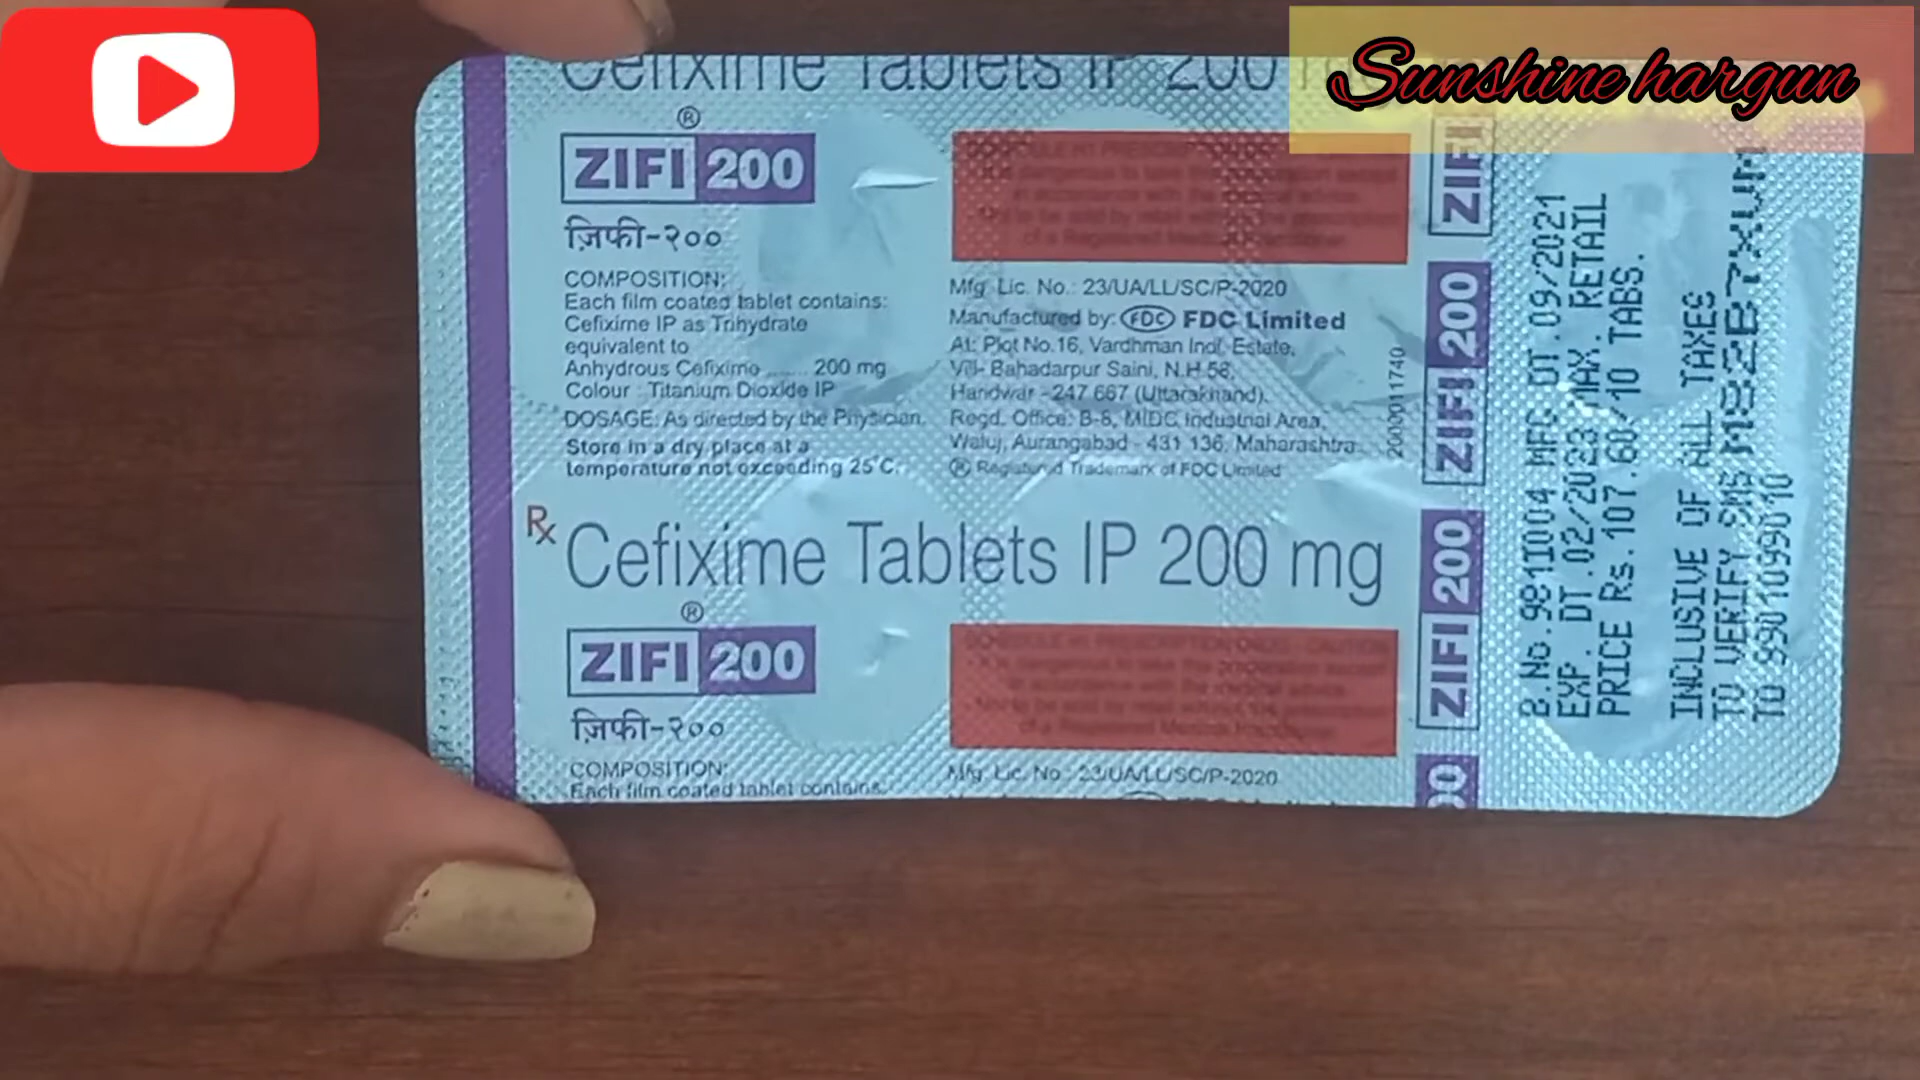 Sunshine hargun
Cefixime Tablets IP 200
®
ZIFI 200
ज़िफी-२००
COMPOSITION:
Each film coated tablet contains:
Cefixime IP as Trihydrate
equivalent to
Anhydrous Cefixime ....... 200 mg
Colour : Titanium Dioxide IP
DOSAGE: As directed by the Physician.
Store in a dry place at a
temperature not exceeding 25°C.
Mfg. Lic. No.: 23/UA/LL/SC/P-2020
Manufactured by: FDC FDC Limited
At: Plot No.16, Vardhman Indl. Estate,
Vill- Bahadarpur Saini, N.H.58,
Haridwar - 247 667 (Uttarakhand).
Regd. Office: B-8, MIDC Industrial Area,
Waluj, Aurangabad - 431 136, Maharashtra.
® Registered Trademark of FDC Limited
200011740
Rx Cefixime Tablets IP 200 mg
®
ZIFI 200
ज़िफी-२००
COMPOSITION:
Each film coated tablet contains:
Mfg. Lic. No.: 23/UA/LL/SC/P-2020
ZIFI
ZIFI 200
ZIFI 200
B.No.981I004 MFG DT.09/2021
EXP. DT.02/2023 MAX. RETAIL
PRICE Rs.107.60/10 TABS.
INCLUSIVE OF ALL TAXES
TO VERIFY SMS
TO 9901099010